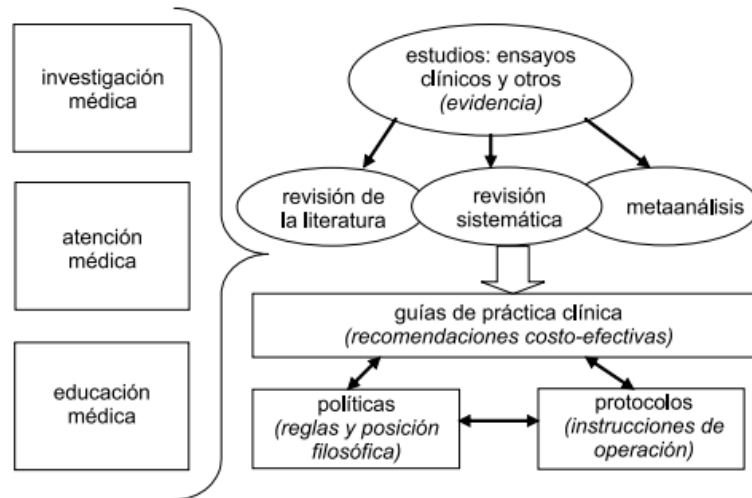 investigación
médica
atención
médica
educación
médica
estudios: ensayos
clínicos y otros
(evidencia)
revisión de
la literatura
revisión
sistemática
metaanálisis
guías de práctica clínica
(recomendaciones costo-efectivas)
políticas
(reglas y posición
filosófica)
protocolos
(instrucciones de
operación)